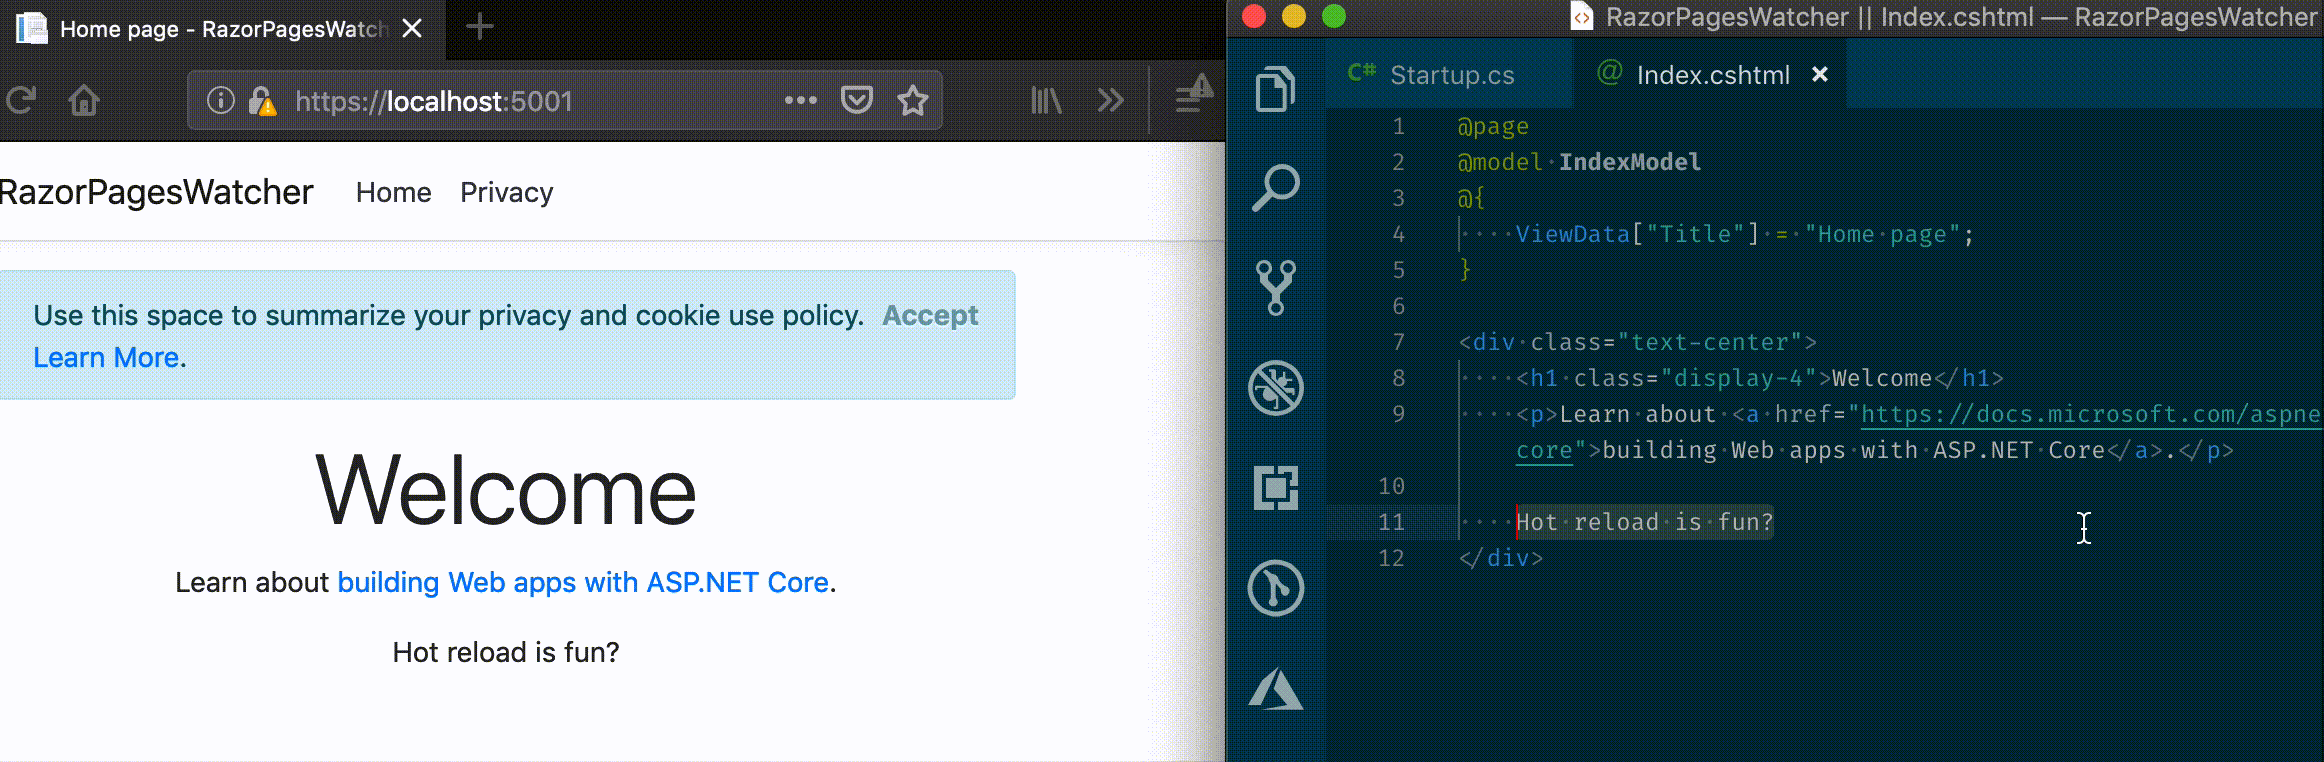 Home page - RazorPagesWatch
https://localhost:5001
RazorPagesWatcher Home Privacy
Use this space to summarize your privacy and cookie use policy. Accept
Learn More.
Welcome
Learn about building Web apps with ASP.NET Core.
Hot reload is fun?
RazorPagesWatcher || Index.cshtml — RazorPagesWatcher
C# Startup.cs @ Index.cshtml
1 @page
2 @model IndexModel
3 @{
4 ViewData["Title"] = "Home page";
5 }
6
7 <div class="text-center">
8 <h1 class="display-4">Welcome</h1>
9 <p>Learn about <a href="https://docs.microsoft.com/aspne
core">building Web apps with ASP.NET Core</a>.</p>
10
11 Hot reload is fun?
12 </div>